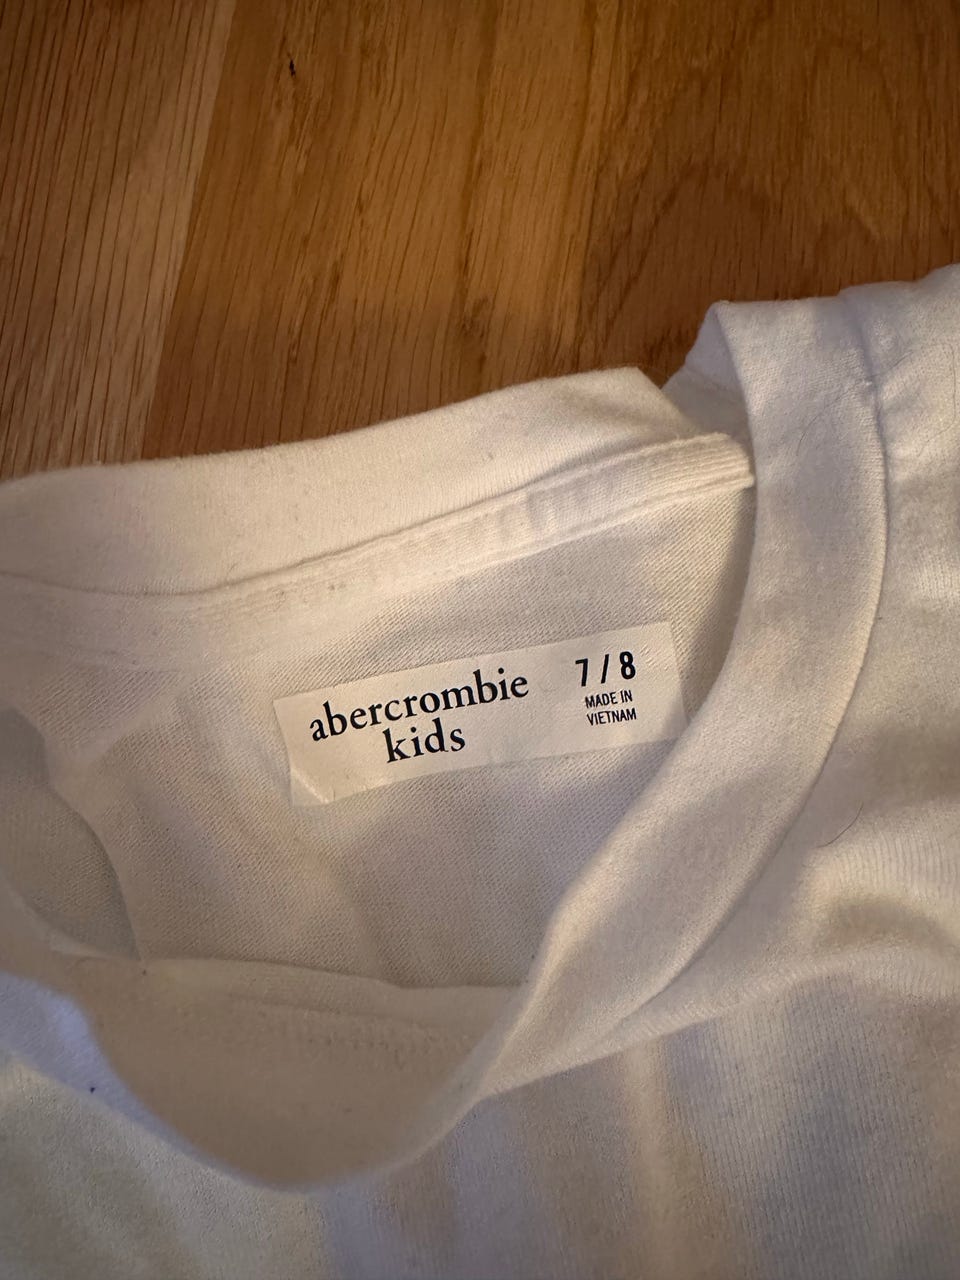 abercrombie
kids
7/8
MADE IN
VIETNAM